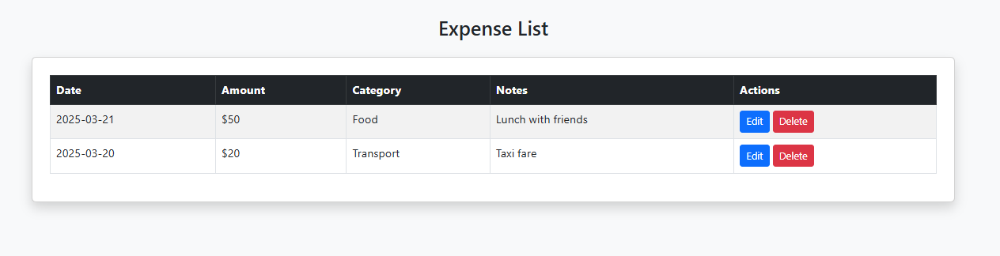 Expense List
Date Amount Category Notes Actions
2025-03-21 $50 Food Lunch with friends Edit Delete
2025-03-20 $20 Transport Taxi fare Edit Delete